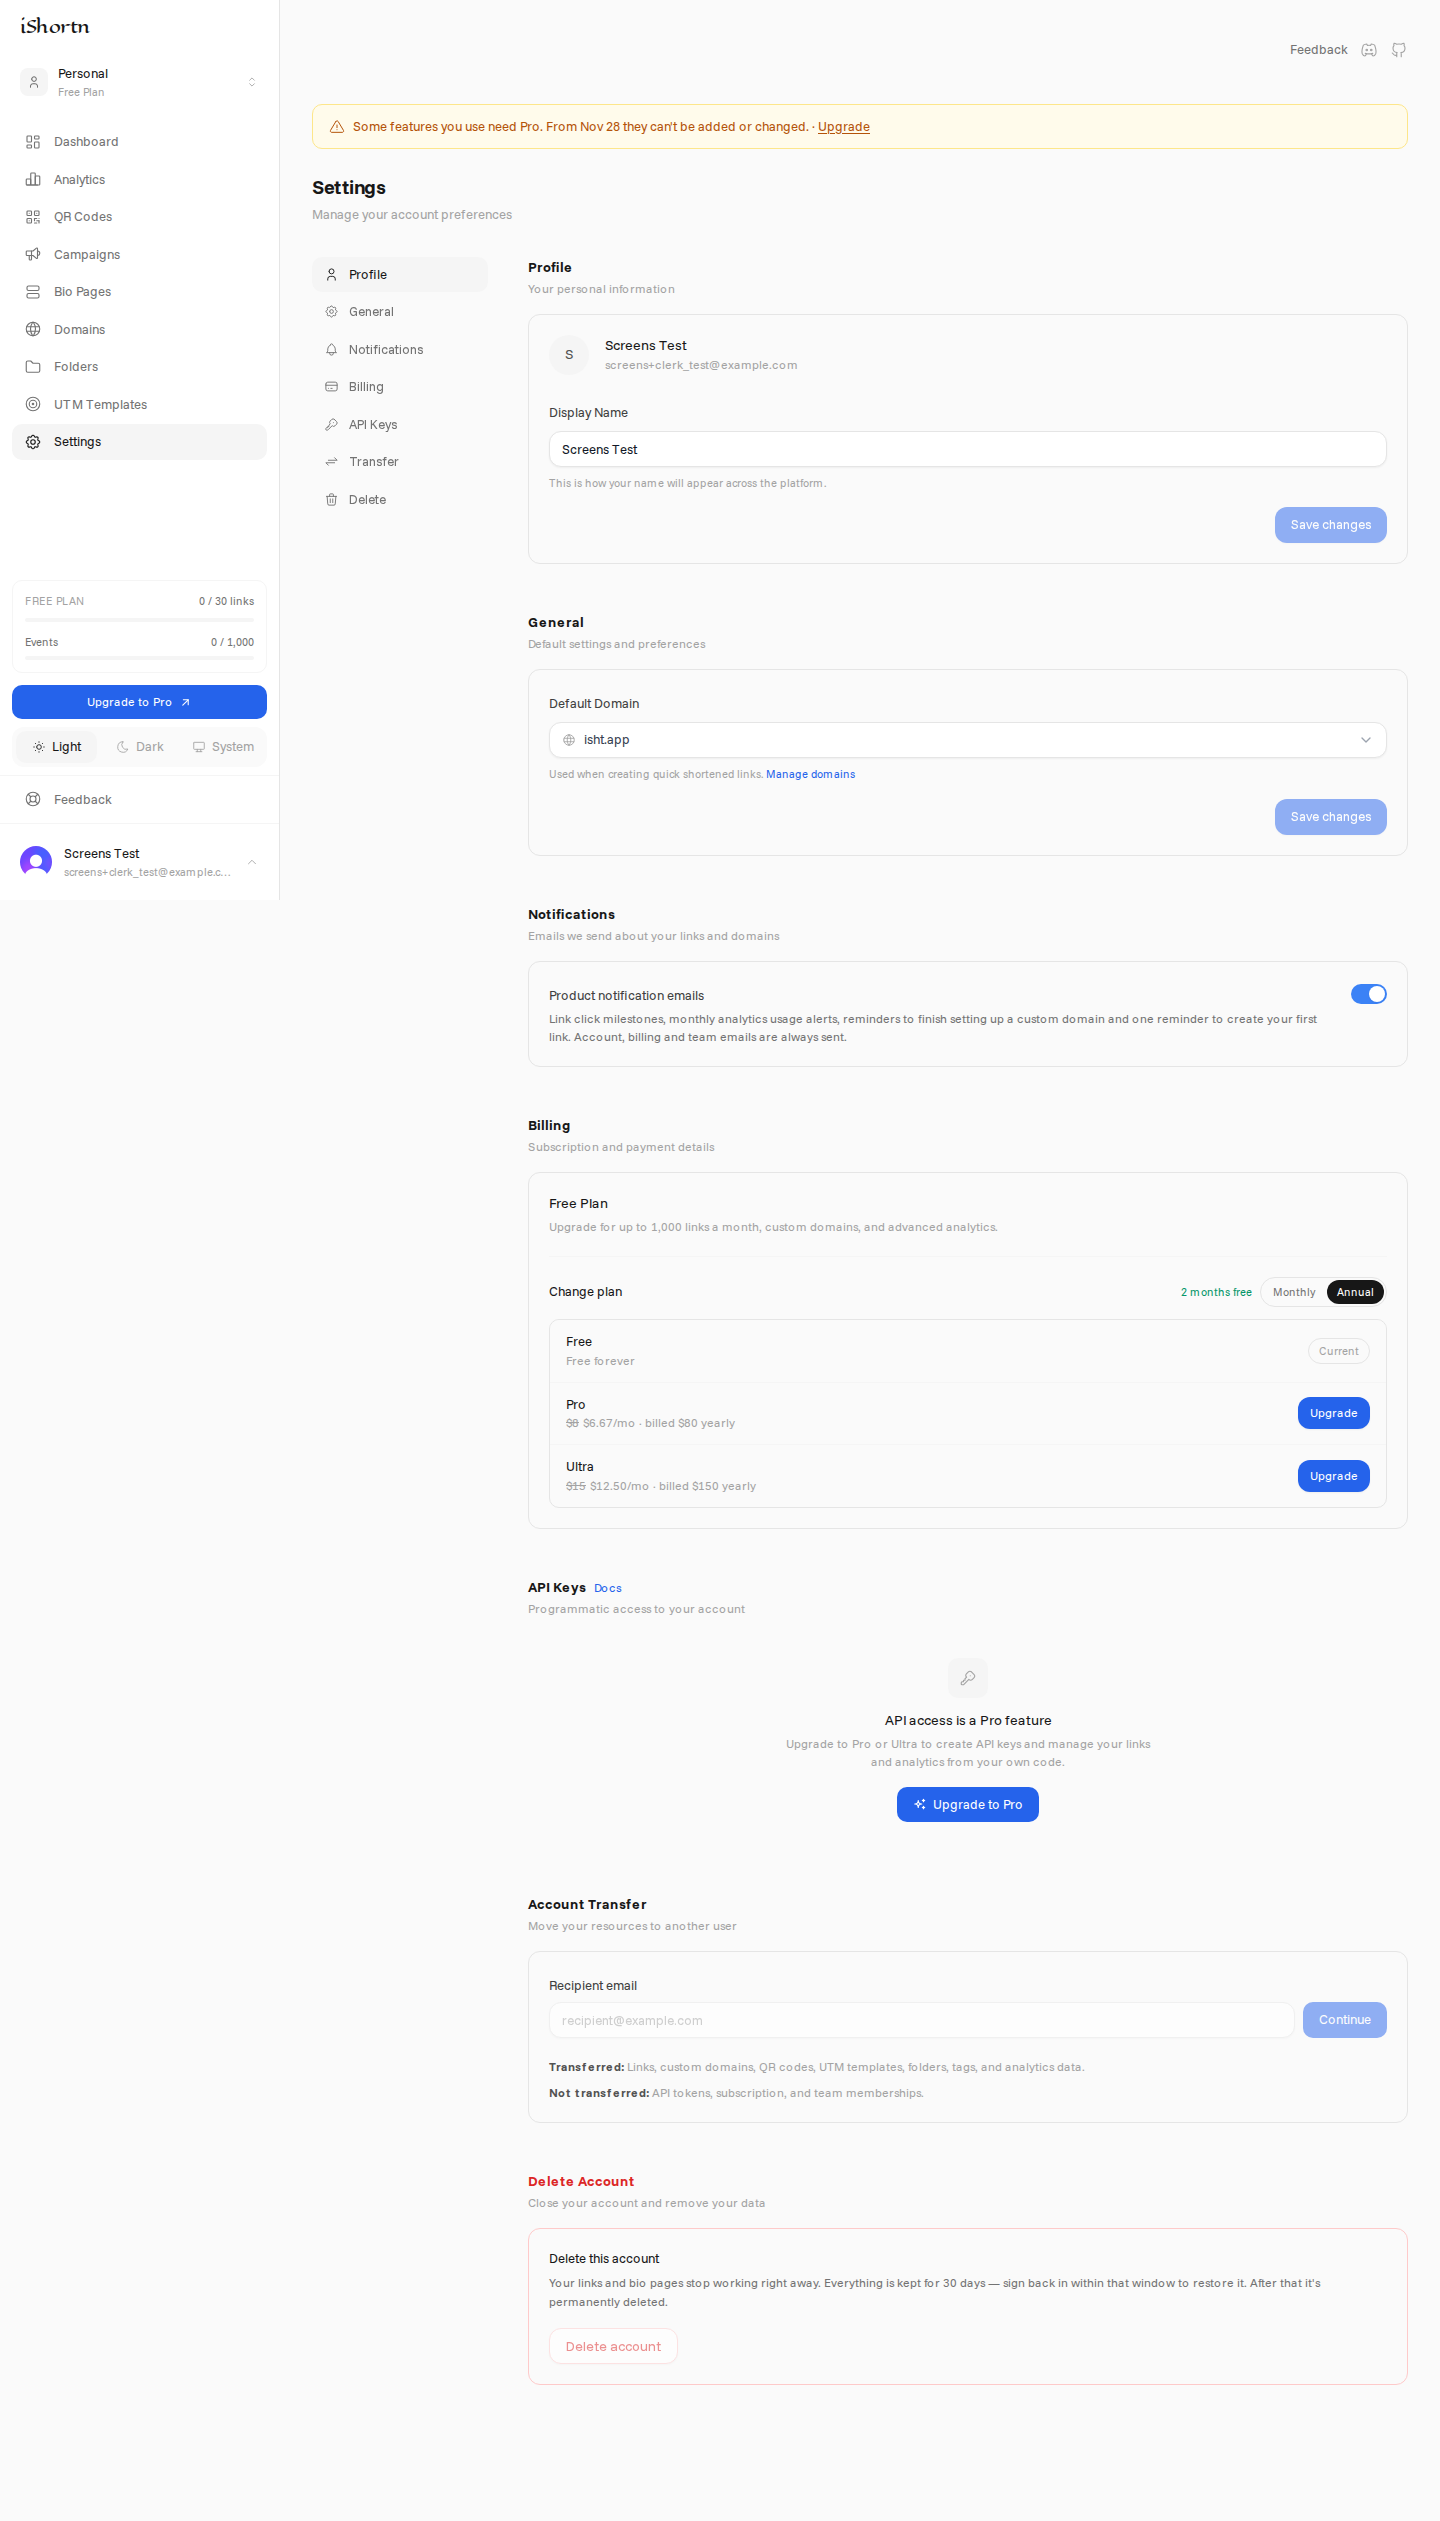 iShortn
Personal
Free Plan
Dashboard
Analytics
QR Codes
Campaigns
Bio Pages
Domains
Folders
UTM Templates
Settings
FREE PLAN 0 / 30 links
Events 0 / 1,000
Upgrade to Pro
Light Dark System
Feedback
Screens Test
screens+clerk_test@example.c...
Feedback
Some features you use need Pro. From Nov 28 they can't be added or changed. · Upgrade
Settings
Manage your account preferences
Profile
General
Notifications
Billing
API Keys
Transfer
Delete
Profile
Your personal information
S
Screens Test
screens+clerk_test@example.com
Display Name
Screens Test
This is how your name will appear across the platform.
Save changes
General
Default settings and preferences
Default Domain
isht.app
Used when creating quick shortened links. Manage domains
Save changes
Notifications
Emails we send about your links and domains
Product notification emails
Link click milestones, monthly analytics usage alerts, reminders to finish setting up a custom domain and one reminder to create your first
link. Account, billing and team emails are always sent.
Billing
Subscription and payment details
Free Plan
Upgrade for up to 1,000 links a month, custom domains, and advanced analytics.
Change plan 2 months free Monthly Annual
Free
Free forever
Current
Pro
$8 $6.67/mo · billed $80 yearly
Upgrade
Ultra
$15 $12.50/mo · billed $150 yearly
Upgrade
API Keys Docs
Programmatic access to your account
API access is a Pro feature
Upgrade to Pro or Ultra to create API keys and manage your links
and analytics from your own code.
Upgrade to Pro
Account Transfer
Move your resources to another user
Recipient email
recipient@example.com
Continue
Transferred: Links, custom domains, QR codes, UTM templates, folders, tags, and analytics data.
Not transferred: API tokens, subscription, and team memberships.
Delete Account
Close your account and remove your data
Delete this account
Your links and bio pages stop working right away. Everything is kept for 30 days — sign back in within that window to restore it. After that it's
permanently deleted.
Delete account